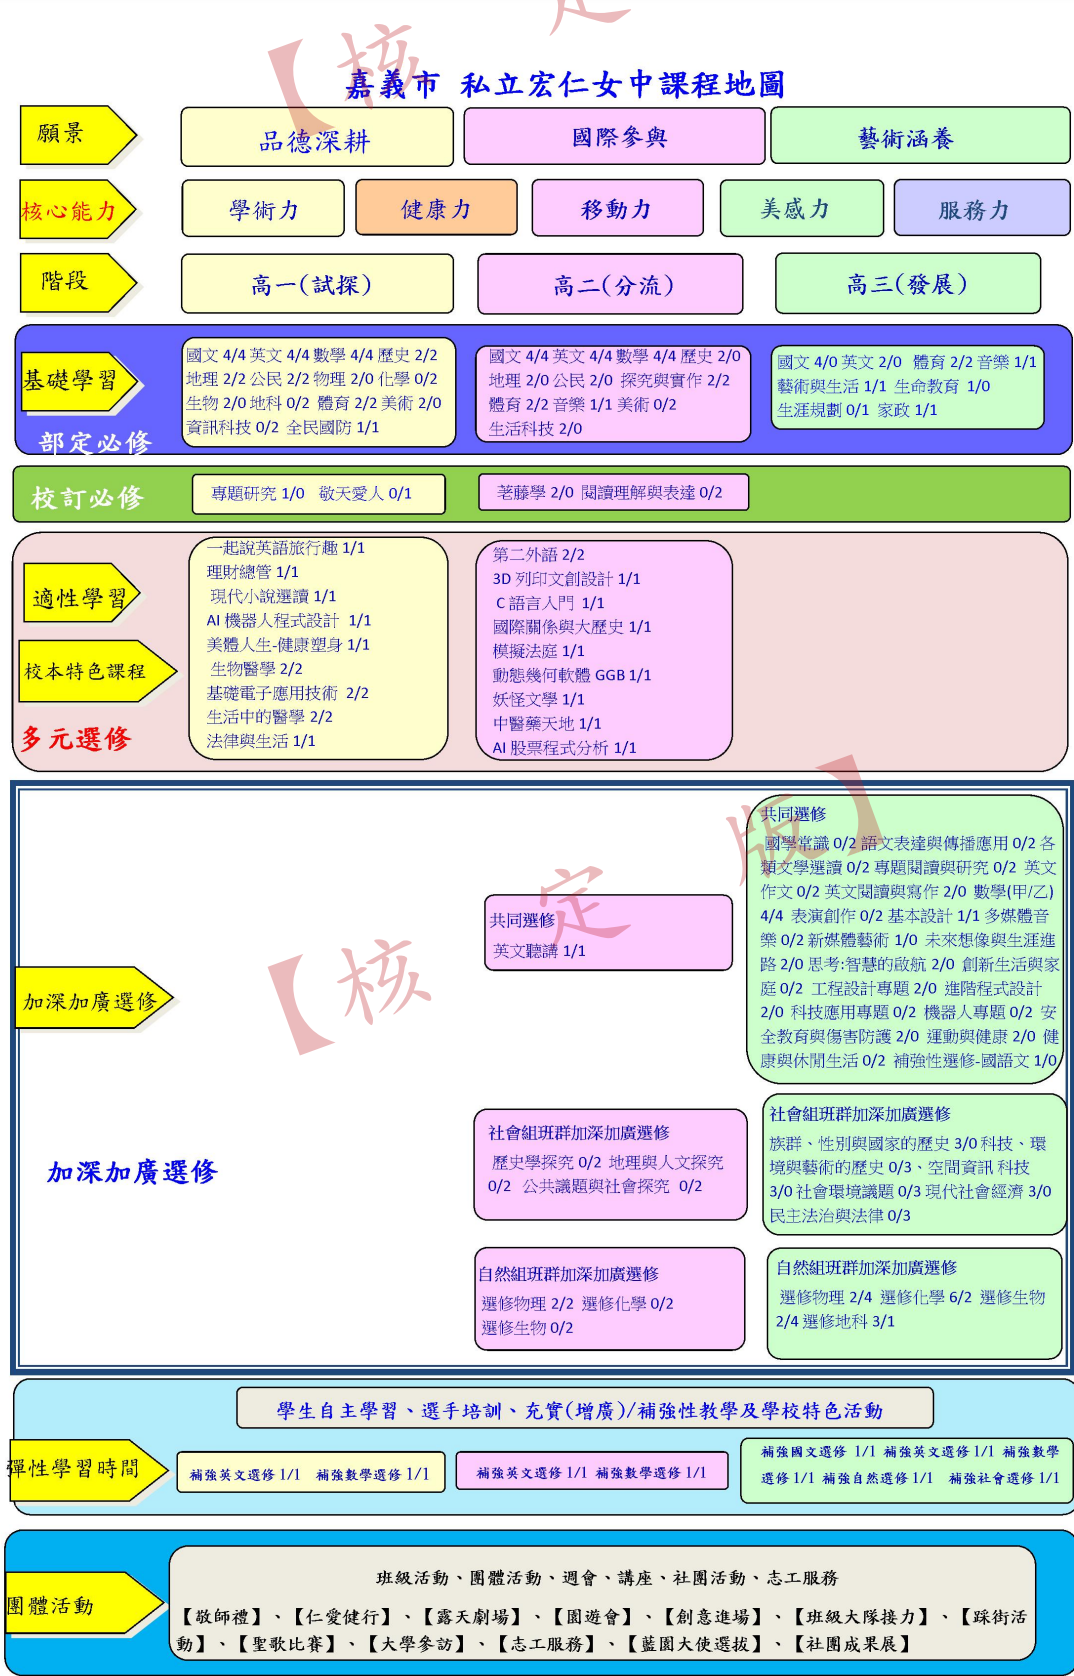 【核定
嘉義市 私立宏仁女中課程地圖
願景
品德深耕
國際參與
藝術涵養
核心能力
學術力
健康力
移動力
美感力
服務力
階段
高一(試探)
高二(分流)
高三(發展)
基礎學習
部定必修
國文 4/4 英文 4/4 數學 4/4 歷史 2/2
地理 2/2 公民 2/2 物理 2/0 化學 0/2
生物 2/0 地科 0/2 體育 2/2 美術 2/0
資訊科技 0/2 全民國防 1/1
國文 4/4 英文 4/4 數學 4/4 歷史 2/0
地理 2/0 公民 2/0 探究與實作 2/2
體育 2/2 音樂 1/1 美術 0/2
生活科技 2/0
國文 4/0 英文 2/0 體育 2/2 音樂 1/1
藝術與生活 1/1 生命教育 1/0
生涯規劃 0/1 家政 1/1
校訂必修
專題研究 1/0 敬天愛人 0/1
荖藤學 2/0 閱讀理解與表達 0/2
適性學習
校本特色課程
多元選修
一起說英語旅行趣 1/1
理財總管 1/1
現代小說選讀 1/1
AI 機器人程式設計 1/1
美體人生-健康塑身 1/1
生物醫學 2/2
基礎電子應用技術 2/2
生活中的醫學 2/2
法律與生活 1/1
第二外語 2/2
3D 列印文創設計 1/1
C 語言入門 1/1
國際關係與大歷史 1/1
模擬法庭 1/1
動態幾何軟體 GGB 1/1
妖怪文學 1/1
中醫藥天地 1/1
AI 股票程式分析 1/1
【核定版】
加深加廣選修
加深加廣選修
共同選修
英文聽講 1/1
共同選修
國學常識 0/2 語文表達與傳播應用 0/2 各
類文學選讀 0/2 專題閱讀與研究 0/2 英文
作文 0/2 英文閱讀與寫作 2/0 數學(甲/乙)
4/4 表演創作 0/2 基本設計 1/1 多媒體音
樂 0/2 新媒體藝術 1/0 未來想像與生涯進
路 2/0 思考:智慧的啟航 2/0 創新生活與家
庭 0/2 工程設計專題 2/0 進階程式設計
2/0 科技應用專題 0/2 機器人專題 0/2 安
全教育與傷害防護 2/0 運動與健康 2/0 健
康與休閒生活 0/2 補強性選修-國語文 1/0
社會組班群加深加廣選修
歷史學探究 0/2 地理與人文探究
0/2 公共議題與社會探究 0/2
社會組班群加深加廣選修
族群、性別與國家的歷史 3/0 科技、環
境與藝術的歷史 0/3、空間資訊 科技
3/0 社會環境議題 0/3 現代社會經濟 3/0
民主法治與法律 0/3
自然組班群加深加廣選修
選修物理 2/2 選修化學 0/2
選修生物 0/2
自然組班群加深加廣選修
選修物理 2/4 選修化學 6/2 選修生物
2/4 選修地科 3/1
學生自主學習、選手培訓、充實(增廣)/補強性教學及學校特色活動
彈性學習時間
補強英文選修 1/1 補強數學選修 1/1
補強英文選修 1/1 補強數學選修 1/1
補強國文選修 1/1 補強英文選修 1/1 補強數學
選修 1/1 補強自然選修 1/1 補強社會選修 1/1
團體活動
班級活動、團體活動、週會、講座、社團活動、志工服務
【敬師禮】、【仁愛健行】、【露天劇場】、【園遊會】、【創意進場】、【班級大隊接力】、【踩街活
動】、【聖歌比賽】、【大學參訪】、【志工服務】、【藍園大使選拔】、【社團成果展】